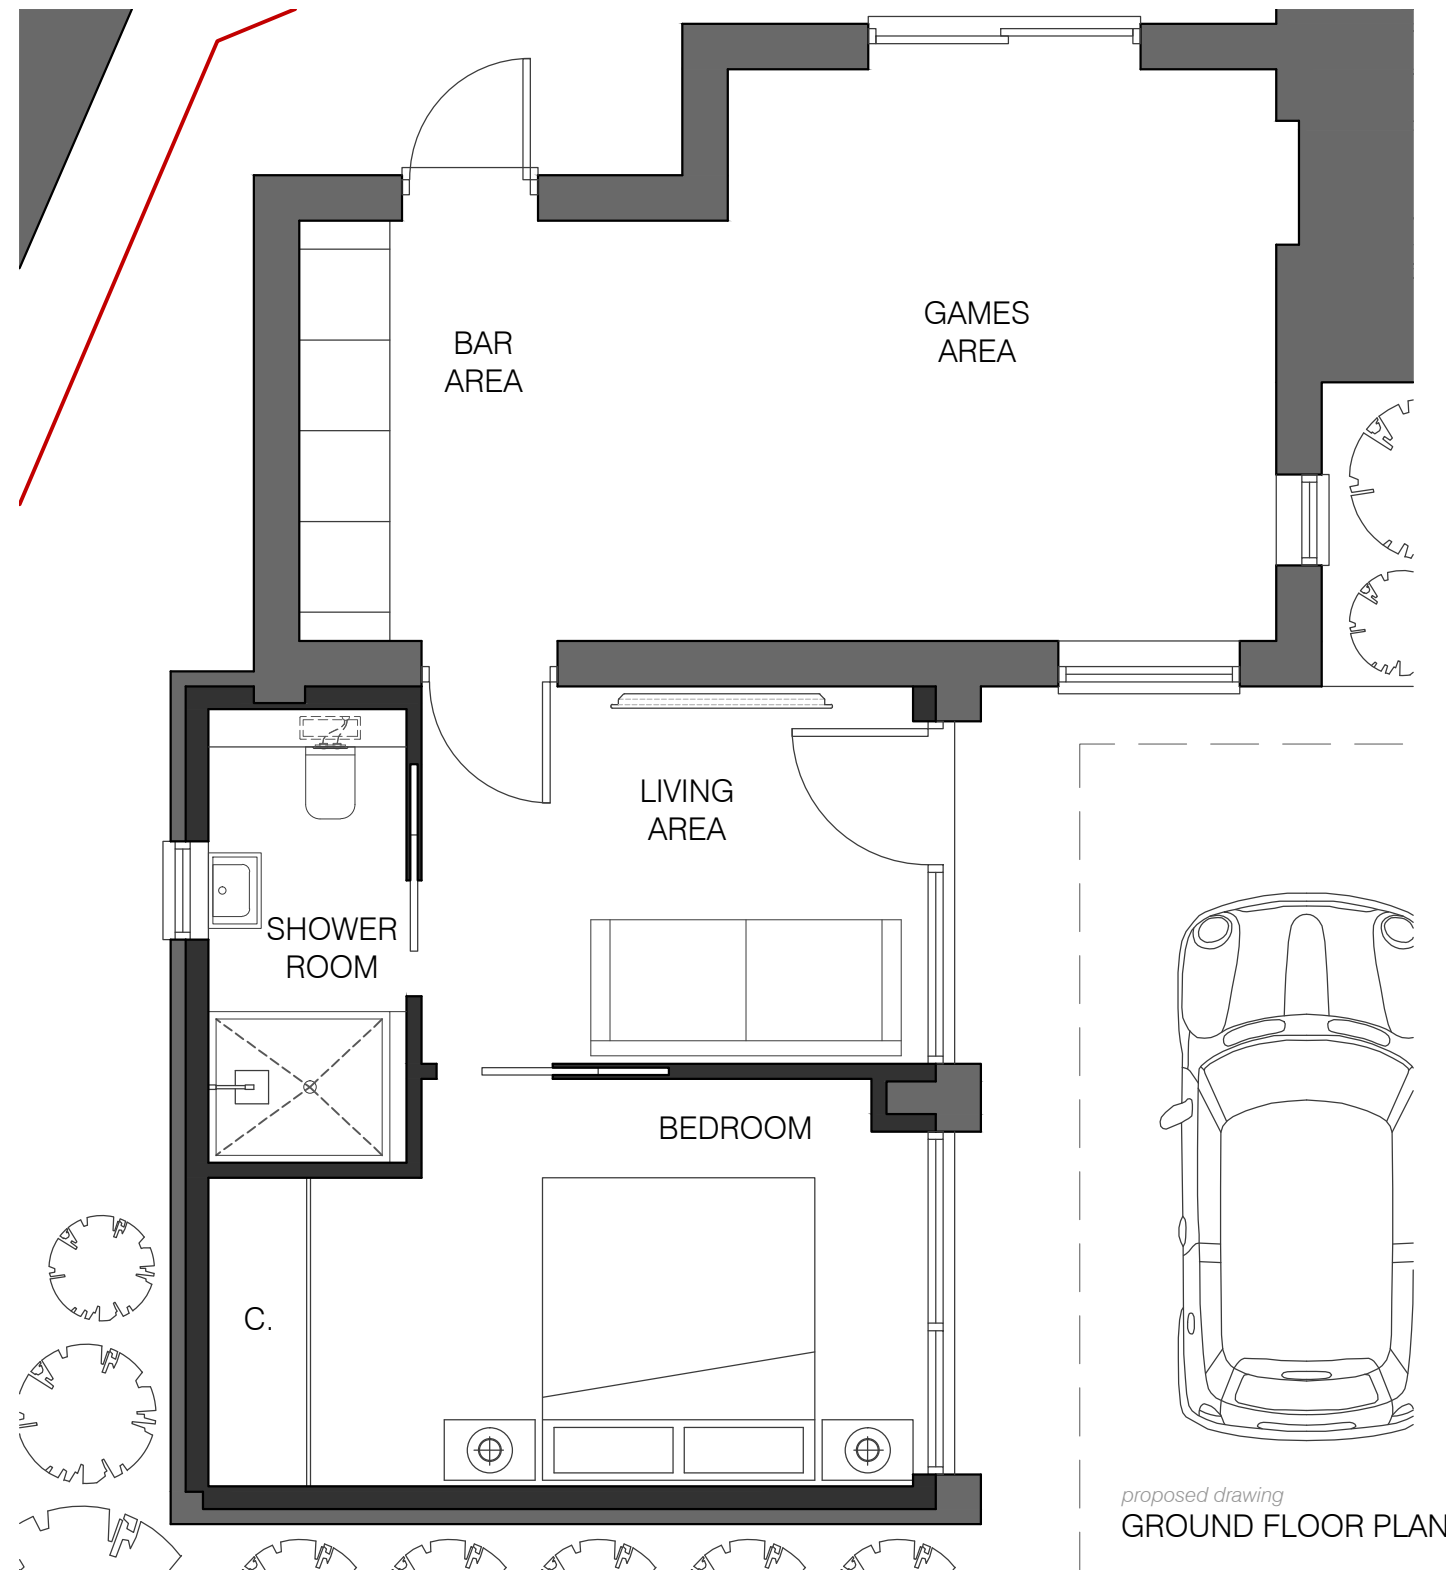 GAMES
AREA
BAR
AREA
LIVING
AREA
SHOWER
ROOM
BEDROOM
C.
proposed drawing
GROUND FLOOR PLAN